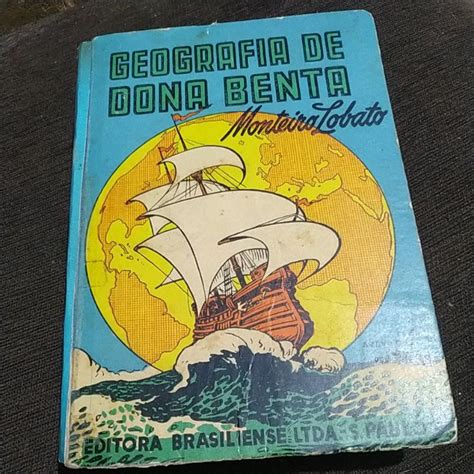 GEOGRAFIA DE
DONA BENTA
Monteiro Lobato
EDITORA BRASILIENSE LTDA.-S. PAULO